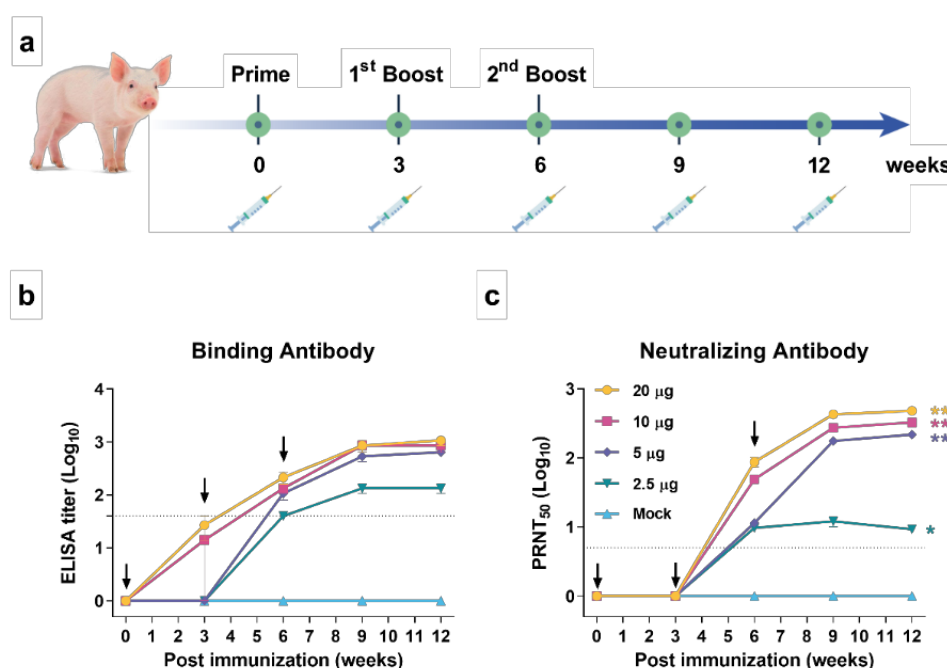 a
Prime
1st Boost
2nd Boost
0
3
6
9
12
weeks
b
Binding Antibody
ELISA titer (Log10)
4
3
2
1
0
0 1 2 3 4 5 6 7 8 9 10 11 12
Post immunization (weeks)
c
Neutralizing Antibody
PRNT50 (Log10)
3
2
1
0
20 µg
10 µg
5 µg
2.5 µg
Mock
**
**
**
*
0 1 2 3 4 5 6 7 8 9 10 11 12
Post immunization (weeks)